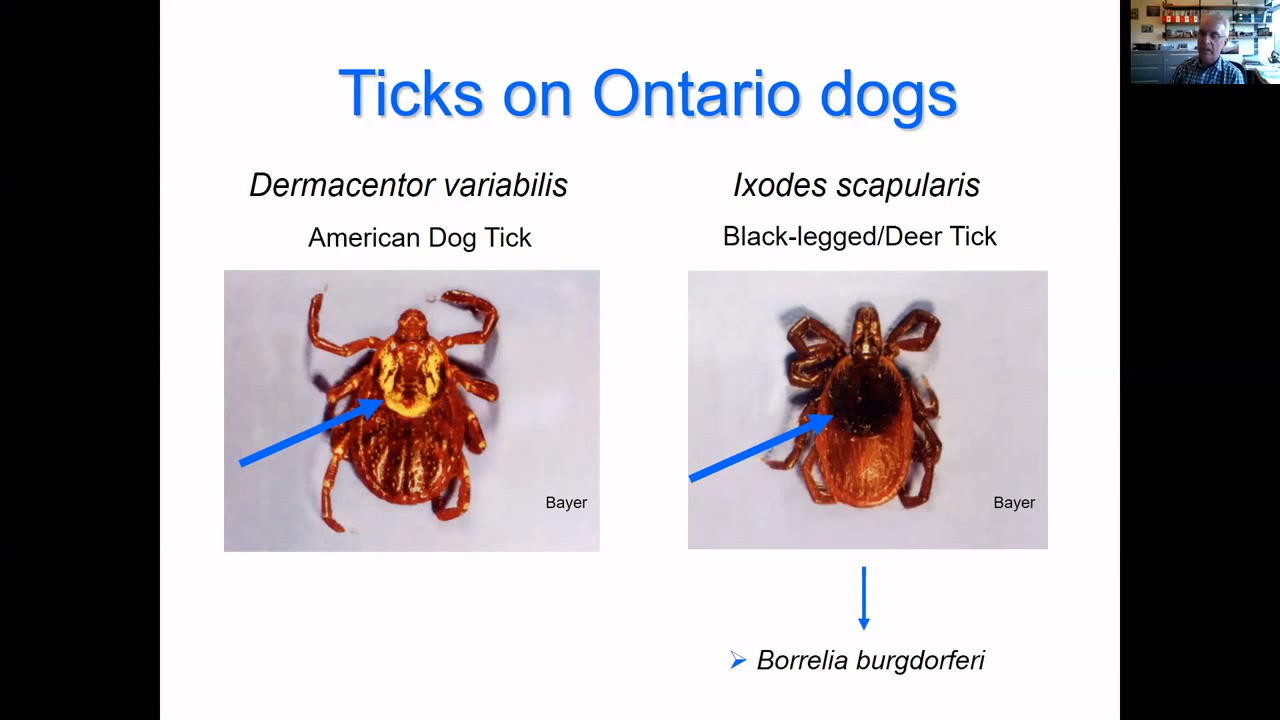 Ticks on Ontario dogs
Dermacentor variabilis
American Dog Tick
Bayer
Ixodes scapularis
Black-legged/Deer Tick
Bayer
Borrelia burgdorferi